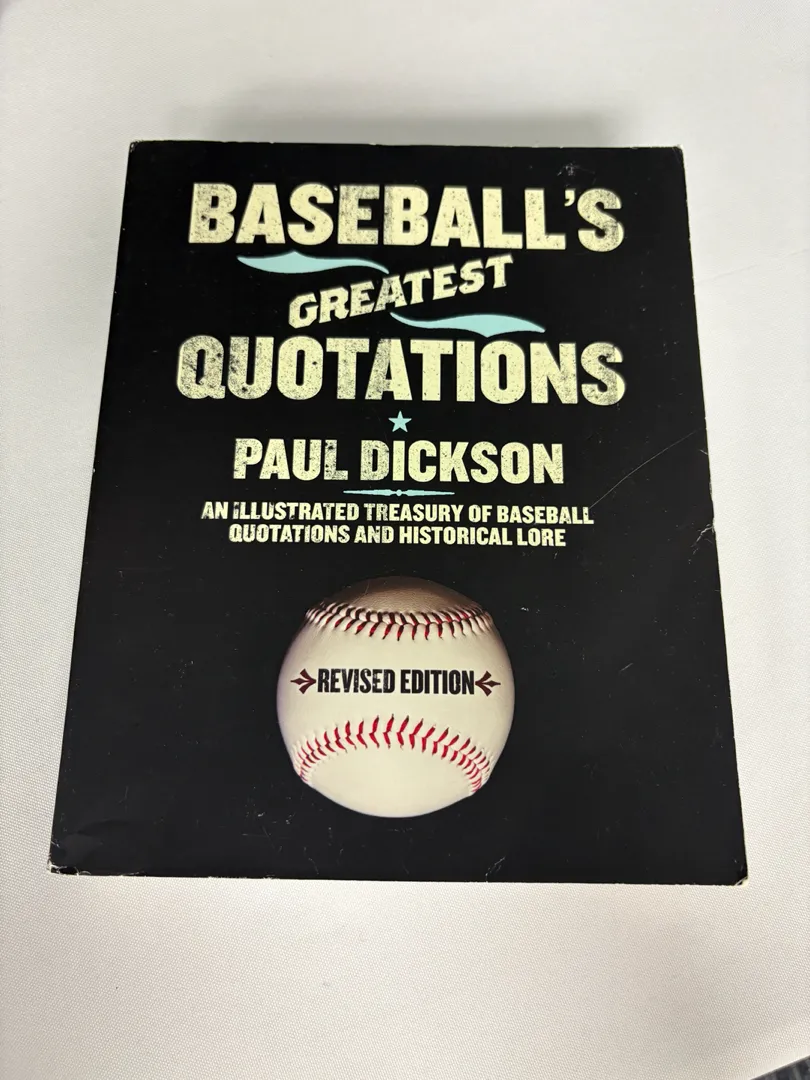 BASEBALL'S
GREATEST
QUOTATIONS
PAUL DICKSON
AN ILLUSTRATED TREASURY OF BASEBALL
QUOTATIONS AND HISTORICAL LORE
REVISED EDITION